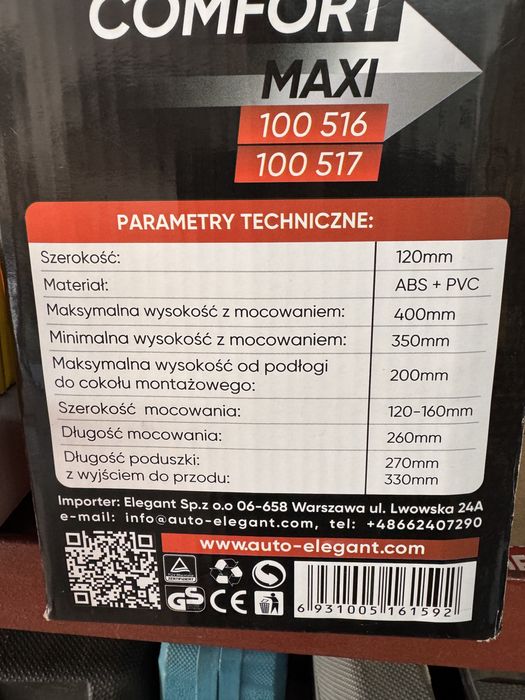 COMFORT
MAXI
100 516
100 517
PARAMETRY TECHNICZNE:
Szerokość: 120mm
Materiał: ABS + PVC
Maksymalna wysokość z mocowaniem: 400mm
Minimalna wysokość z mocowaniem: 350mm
Maksymalna wysokość od podłogi
do cokołu montażowego: 200mm
Szerokość mocowania: 120-160mm
Długość mocowania: 260mm
Długość poduszki: 270mm
z wyjściem do przodu: 330mm
Importer: Elegant Sp.z o.o 06-658 Warszawa ul. Lwowska 24A
e-mail: info@auto-elegant.com, tel: +48662407290
www.auto-elegant.com
GS CE
6 931005 161592